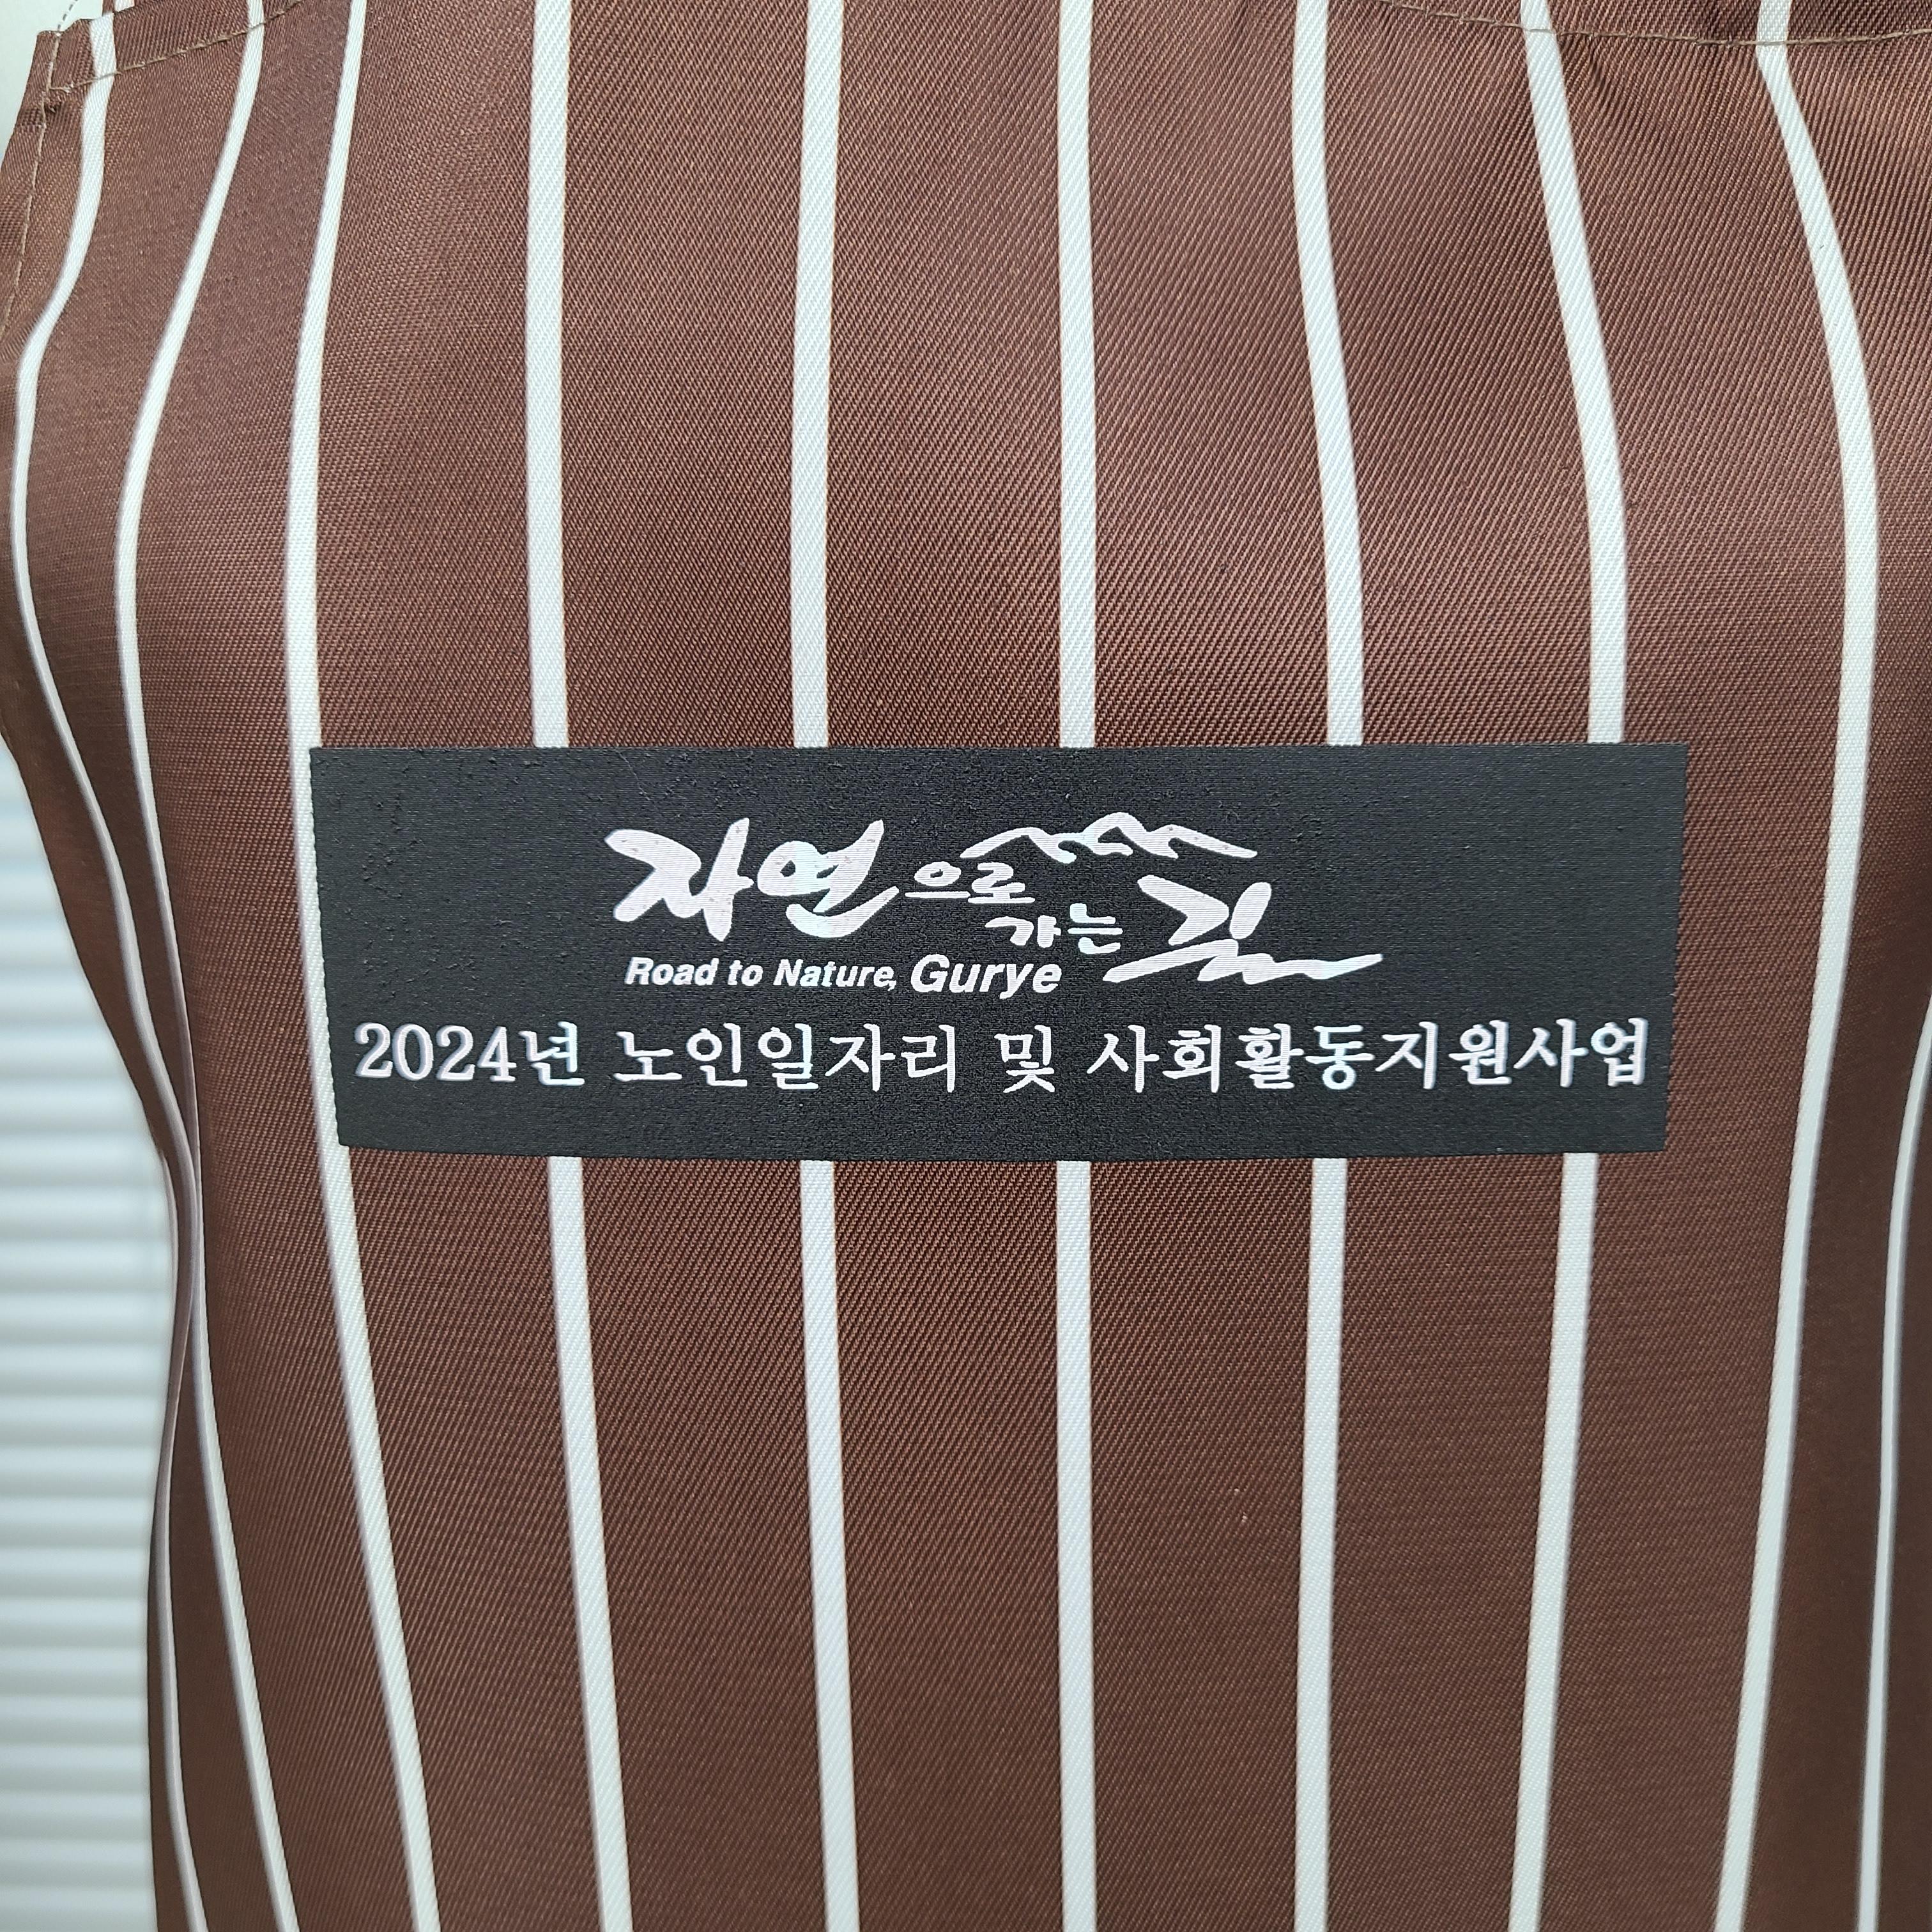 자연으로 가는 길
Road to Nature, Gurye
2024년 노인일자리 및 사회활동지원사업